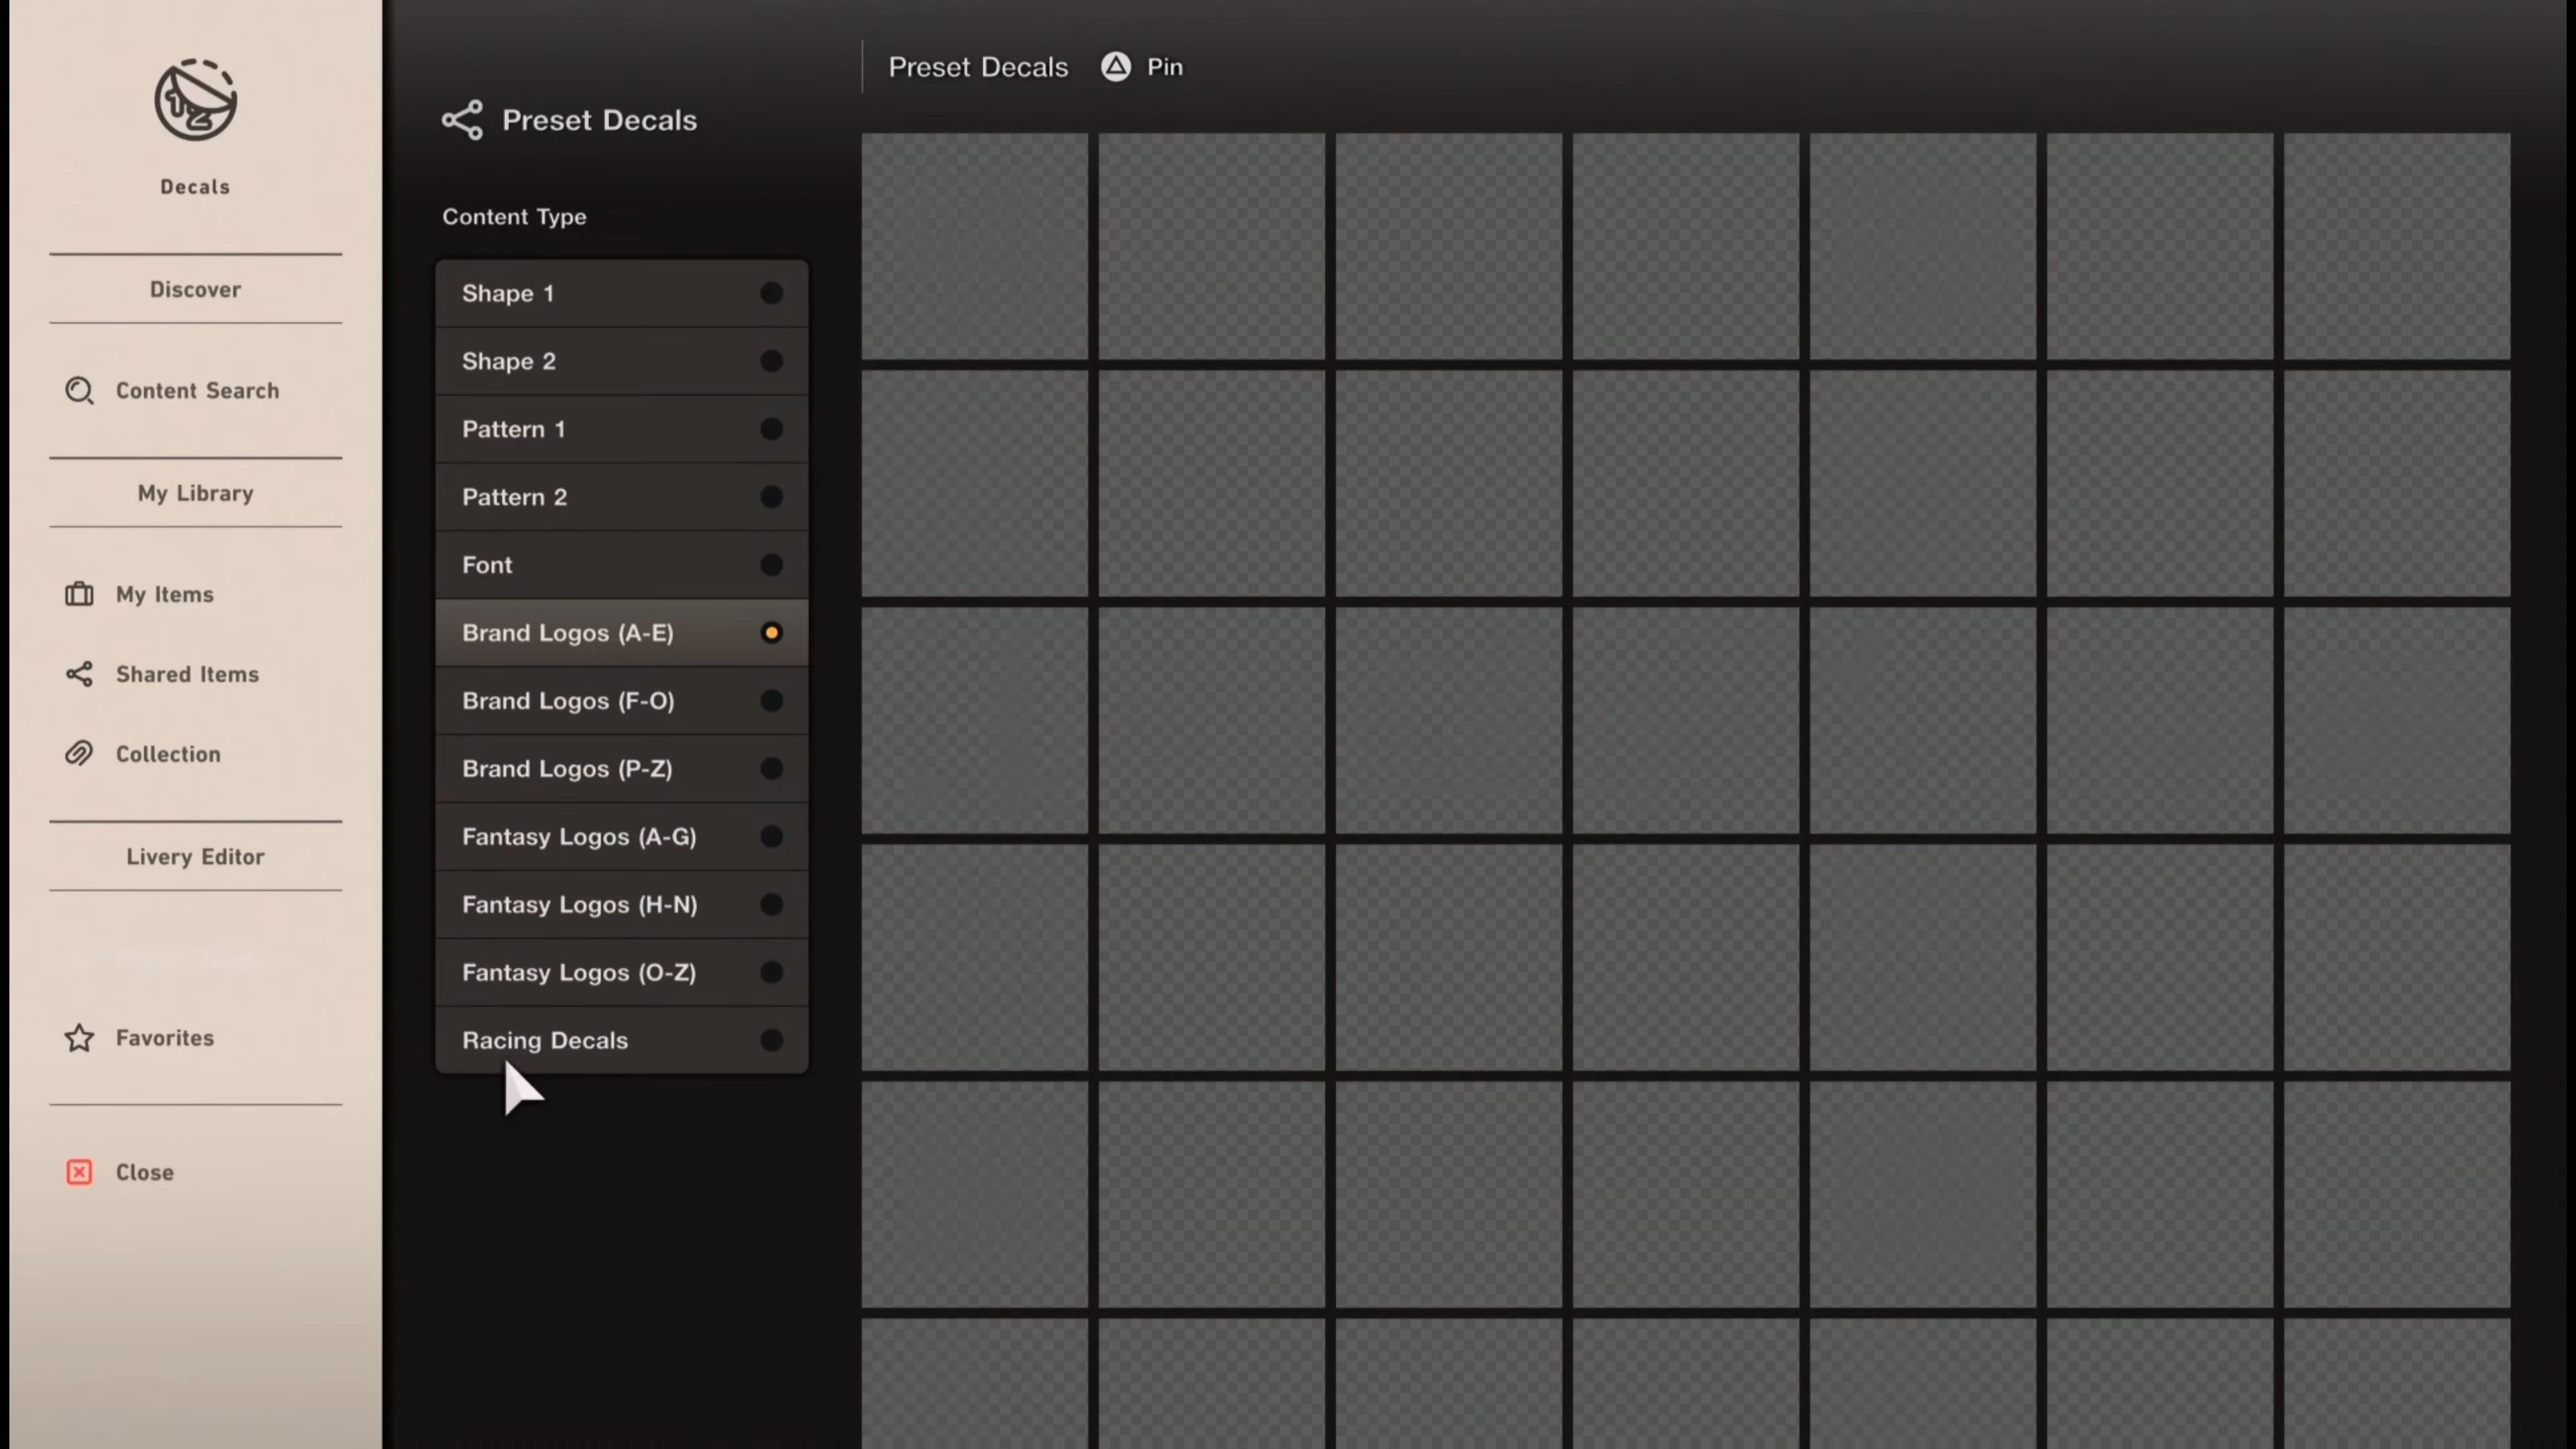 Decals
Discover
Content Search
My Library
My Items
Shared Items
Collection
Livery Editor
Favorites
Close
Preset Decals
Content Type
Shape 1
Shape 2
Pattern 1
Pattern 2
Font
Brand Logos (A-E)
Brand Logos (F-O)
Brand Logos (P-Z)
Fantasy Logos (A-G)
Fantasy Logos (H-N)
Fantasy Logos (O-Z)
Racing Decals
Preset Decals Pin